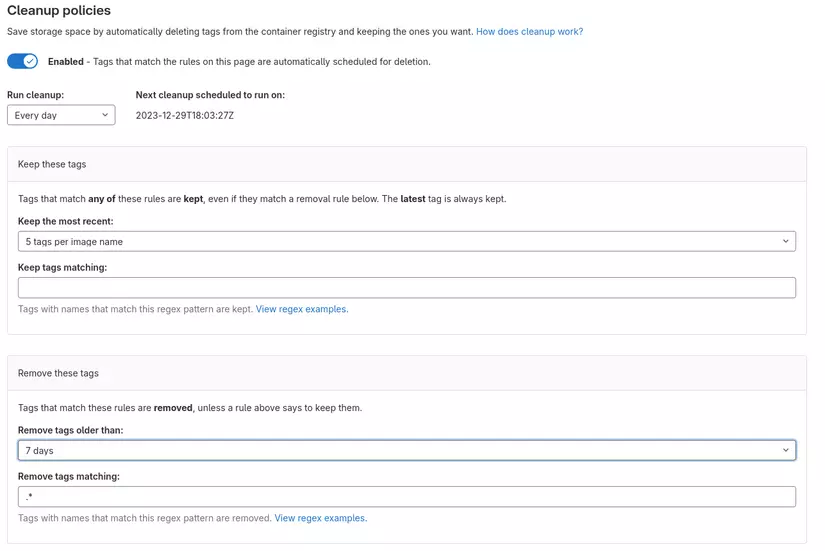 Cleanup policies
Save storage space by automatically deleting tags from the container registry and keeping the ones you want. How does cleanup work?
Enabled - Tags that match the rules on this page are automatically scheduled for deletion.
Run cleanup: Next cleanup scheduled to run on:
Every day 2023-12-29T18:03:27Z
Keep these tags
Tags that match any of these rules are kept, even if they match a removal rule below. The latest tag is always kept.
Keep the most recent:
5 tags per image name
Keep tags matching:
Tags with names that match this regex pattern are kept. View regex examples.
Remove these tags
Tags that match these rules are removed, unless a rule above says to keep them.
Remove tags older than:
7 days
Remove tags matching:
.*
Tags with names that match this regex pattern are removed. View regex examples.